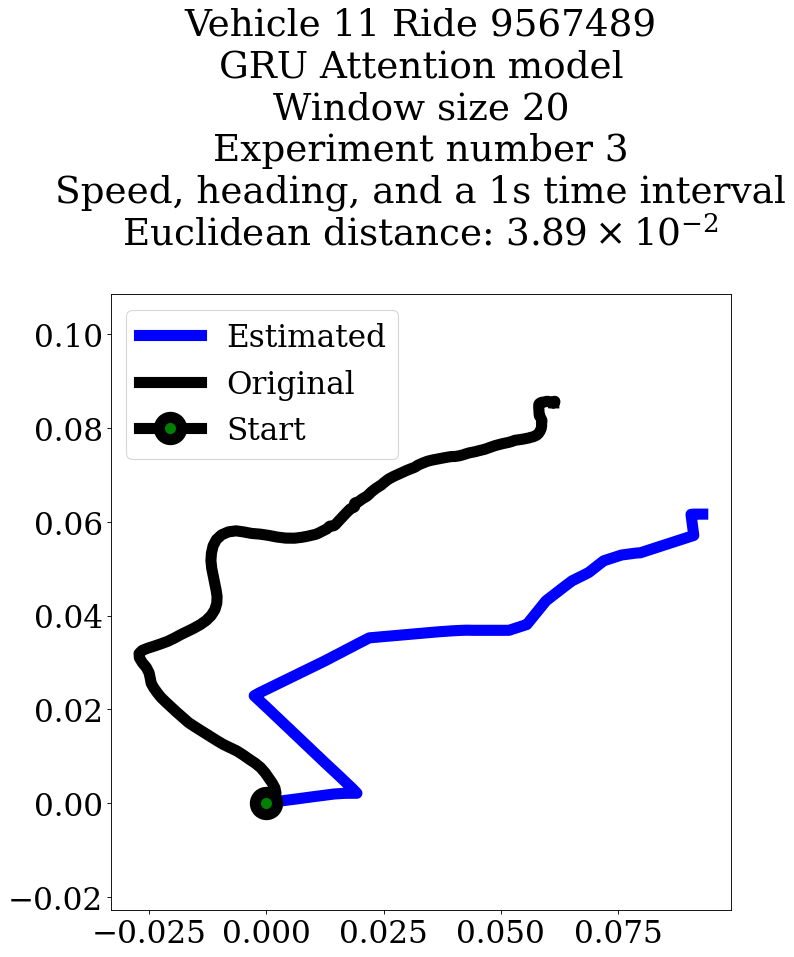 Vehicle 11 Ride 9567489
GRU Attention model
Window size 20
Experiment number 3
Speed, heading, and a 1s time interval
Euclidean distance: 3.89 × 10⁻²
Estimated
Original
Start
0.10
0.08
0.06
0.04
0.02
0.00
−0.02
−0.025 0.000 0.025 0.050 0.075